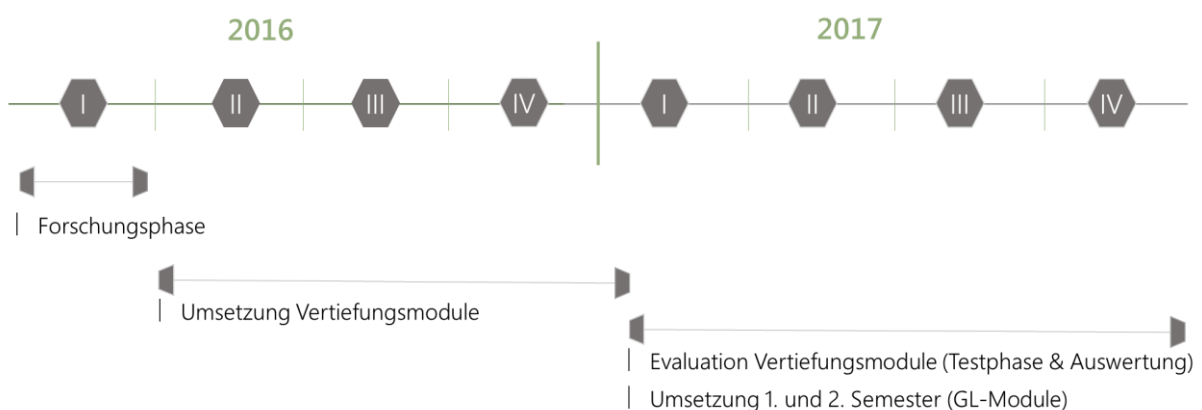 2016
2017
I
II
III
IV
I
II
III
IV
Forschungsphase
Umsetzung Vertiefungsmodule
Evaluation Vertiefungsmodule (Testphase & Auswertung)
Umsetzung 1. und 2. Semester (GL-Module)